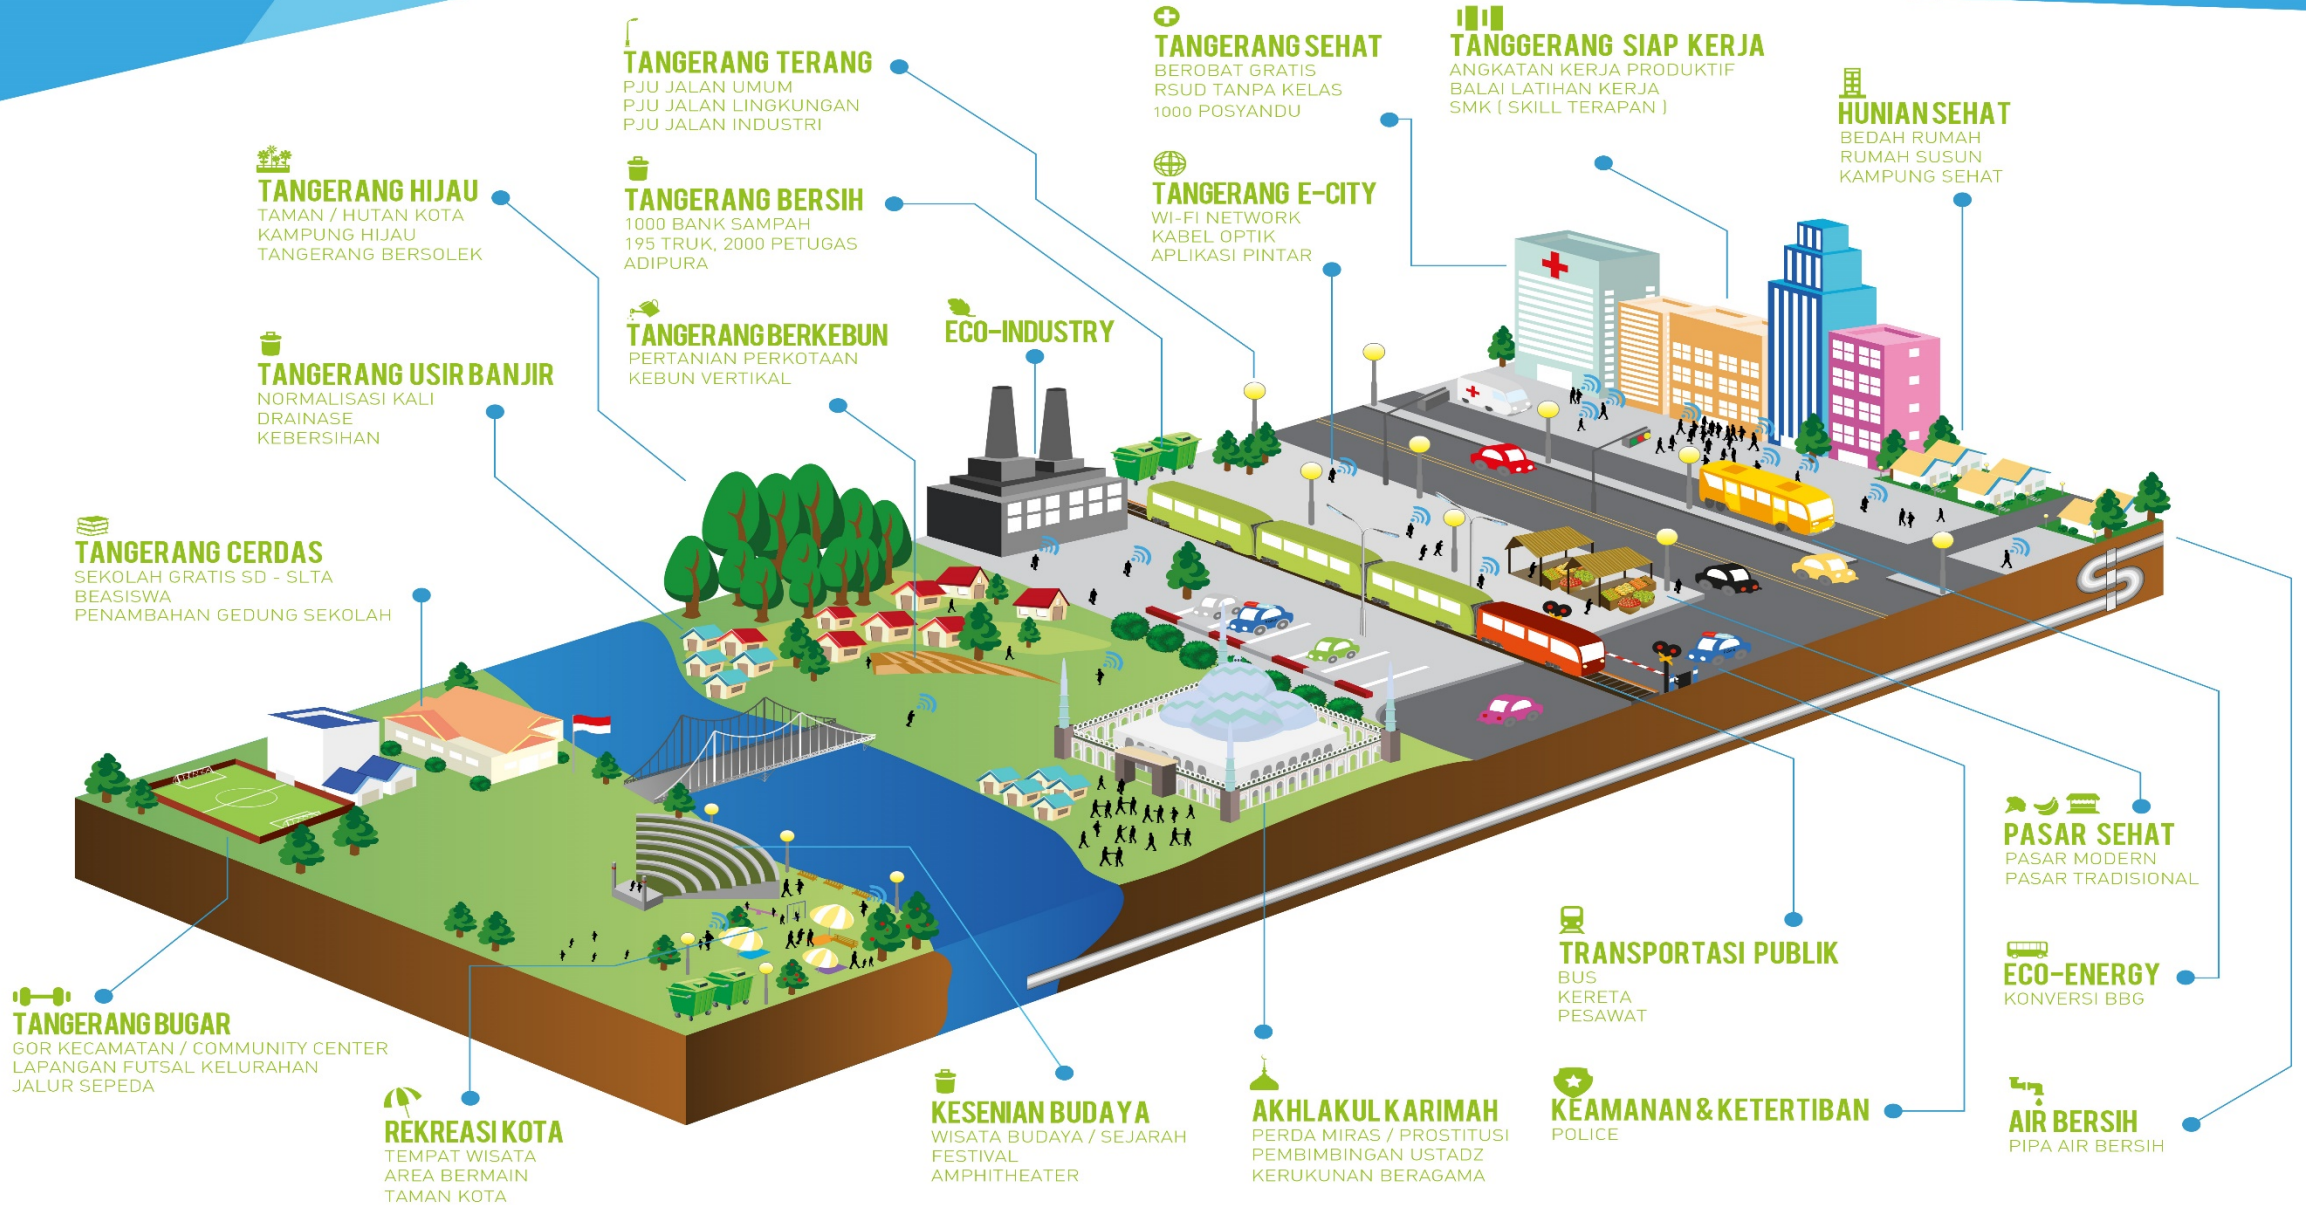 TANGERANG TERANG
PJU JALAN UMUM
PJU JALAN LINGKUNGAN
PJU JALAN INDUSTRI
TANGERANG SEHAT
BEROBAT GRATIS
RSUD TANPA KELAS
1000 POSYANDU
TANGGERANG SIAP KERJA
ANGKATAN KERJA PRODUKTIF
BALAI LATIHAN KERJA
SMK ( SKILL TERAPAN )
HUNIAN SEHAT
BEDAH RUMAH
RUMAH SUSUN
KAMPUNG SEHAT
TANGERANG HIJAU
TAMAN / HUTAN KOTA
KAMPUNG HIJAU
TANGERANG BERSOLEK
TANGERANG BERSIH
1000 BANK SAMPAH
195 TRUK, 2000 PETUGAS
ADIPURA
TANGERANG E-CITY
WI-FI NETWORK
KABEL OPTIK
APLIKASI PINTAR
TANGERANG USIR BANJIR
NORMALISASI KALI
DRAINASE
KEBERSIHAN
TANGERANG BERKEBUN
PERTANIAN PERKOTAAN
KEBUN VERTIKAL
ECO-INDUSTRY
TANGERANG CERDAS
SEKOLAH GRATIS SD - SLTA
BEASISWA
PENAMBAHAN GEDUNG SEKOLAH
PASAR SEHAT
PASAR MODERN
PASAR TRADISIONAL
TRANSPORTASI PUBLIK
BUS
KERETA
PESAWAT
ECO-ENERGY
KONVERSI BBG
TANGERANG BUGAR
GOR KECAMATAN / COMMUNITY CENTER
LAPANGAN FUTSAL KELURAHAN
JALUR SEPEDA
REKREASI KOTA
TEMPAT WISATA
AREA BERMAIN
TAMAN KOTA
KESENIAN BUDAYA
WISATA BUDAYA / SEJARAH
FESTIVAL
AMPHITHEATER
AKHLAKUL KARIMAH
PERDA MIRAS / PROSTITUSI
PEMBIMBINGAN USTADZ
KERUKUNAN BERAGAMA
KEAMANAN & KETERTIBAN
POLICE
AIR BERSIH
PIPA AIR BERSIH